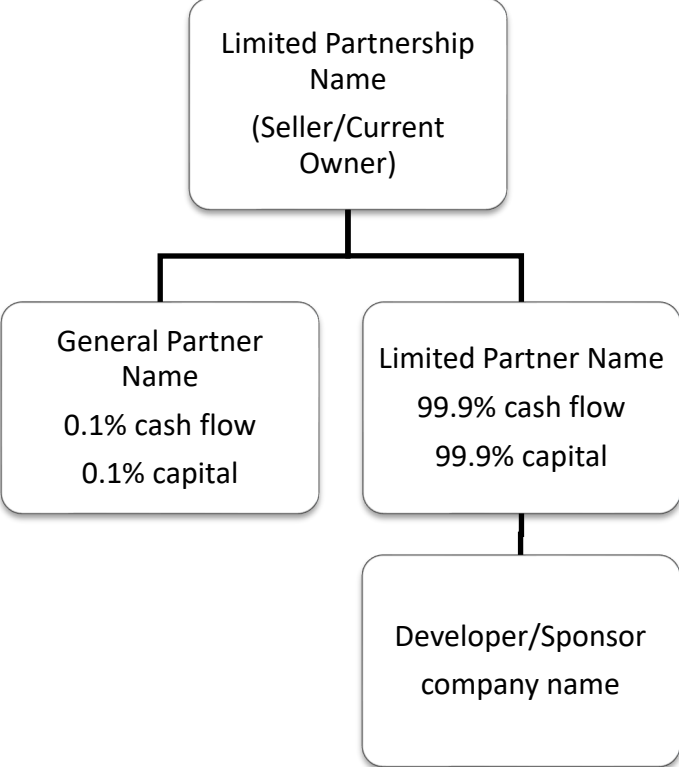 Limited Partnership
Name
(Seller/Current
Owner)
General Partner
Name
0.1% cash flow
0.1% capital
Limited Partner Name
99.9% cash flow
99.9% capital
Developer/Sponsor
company name